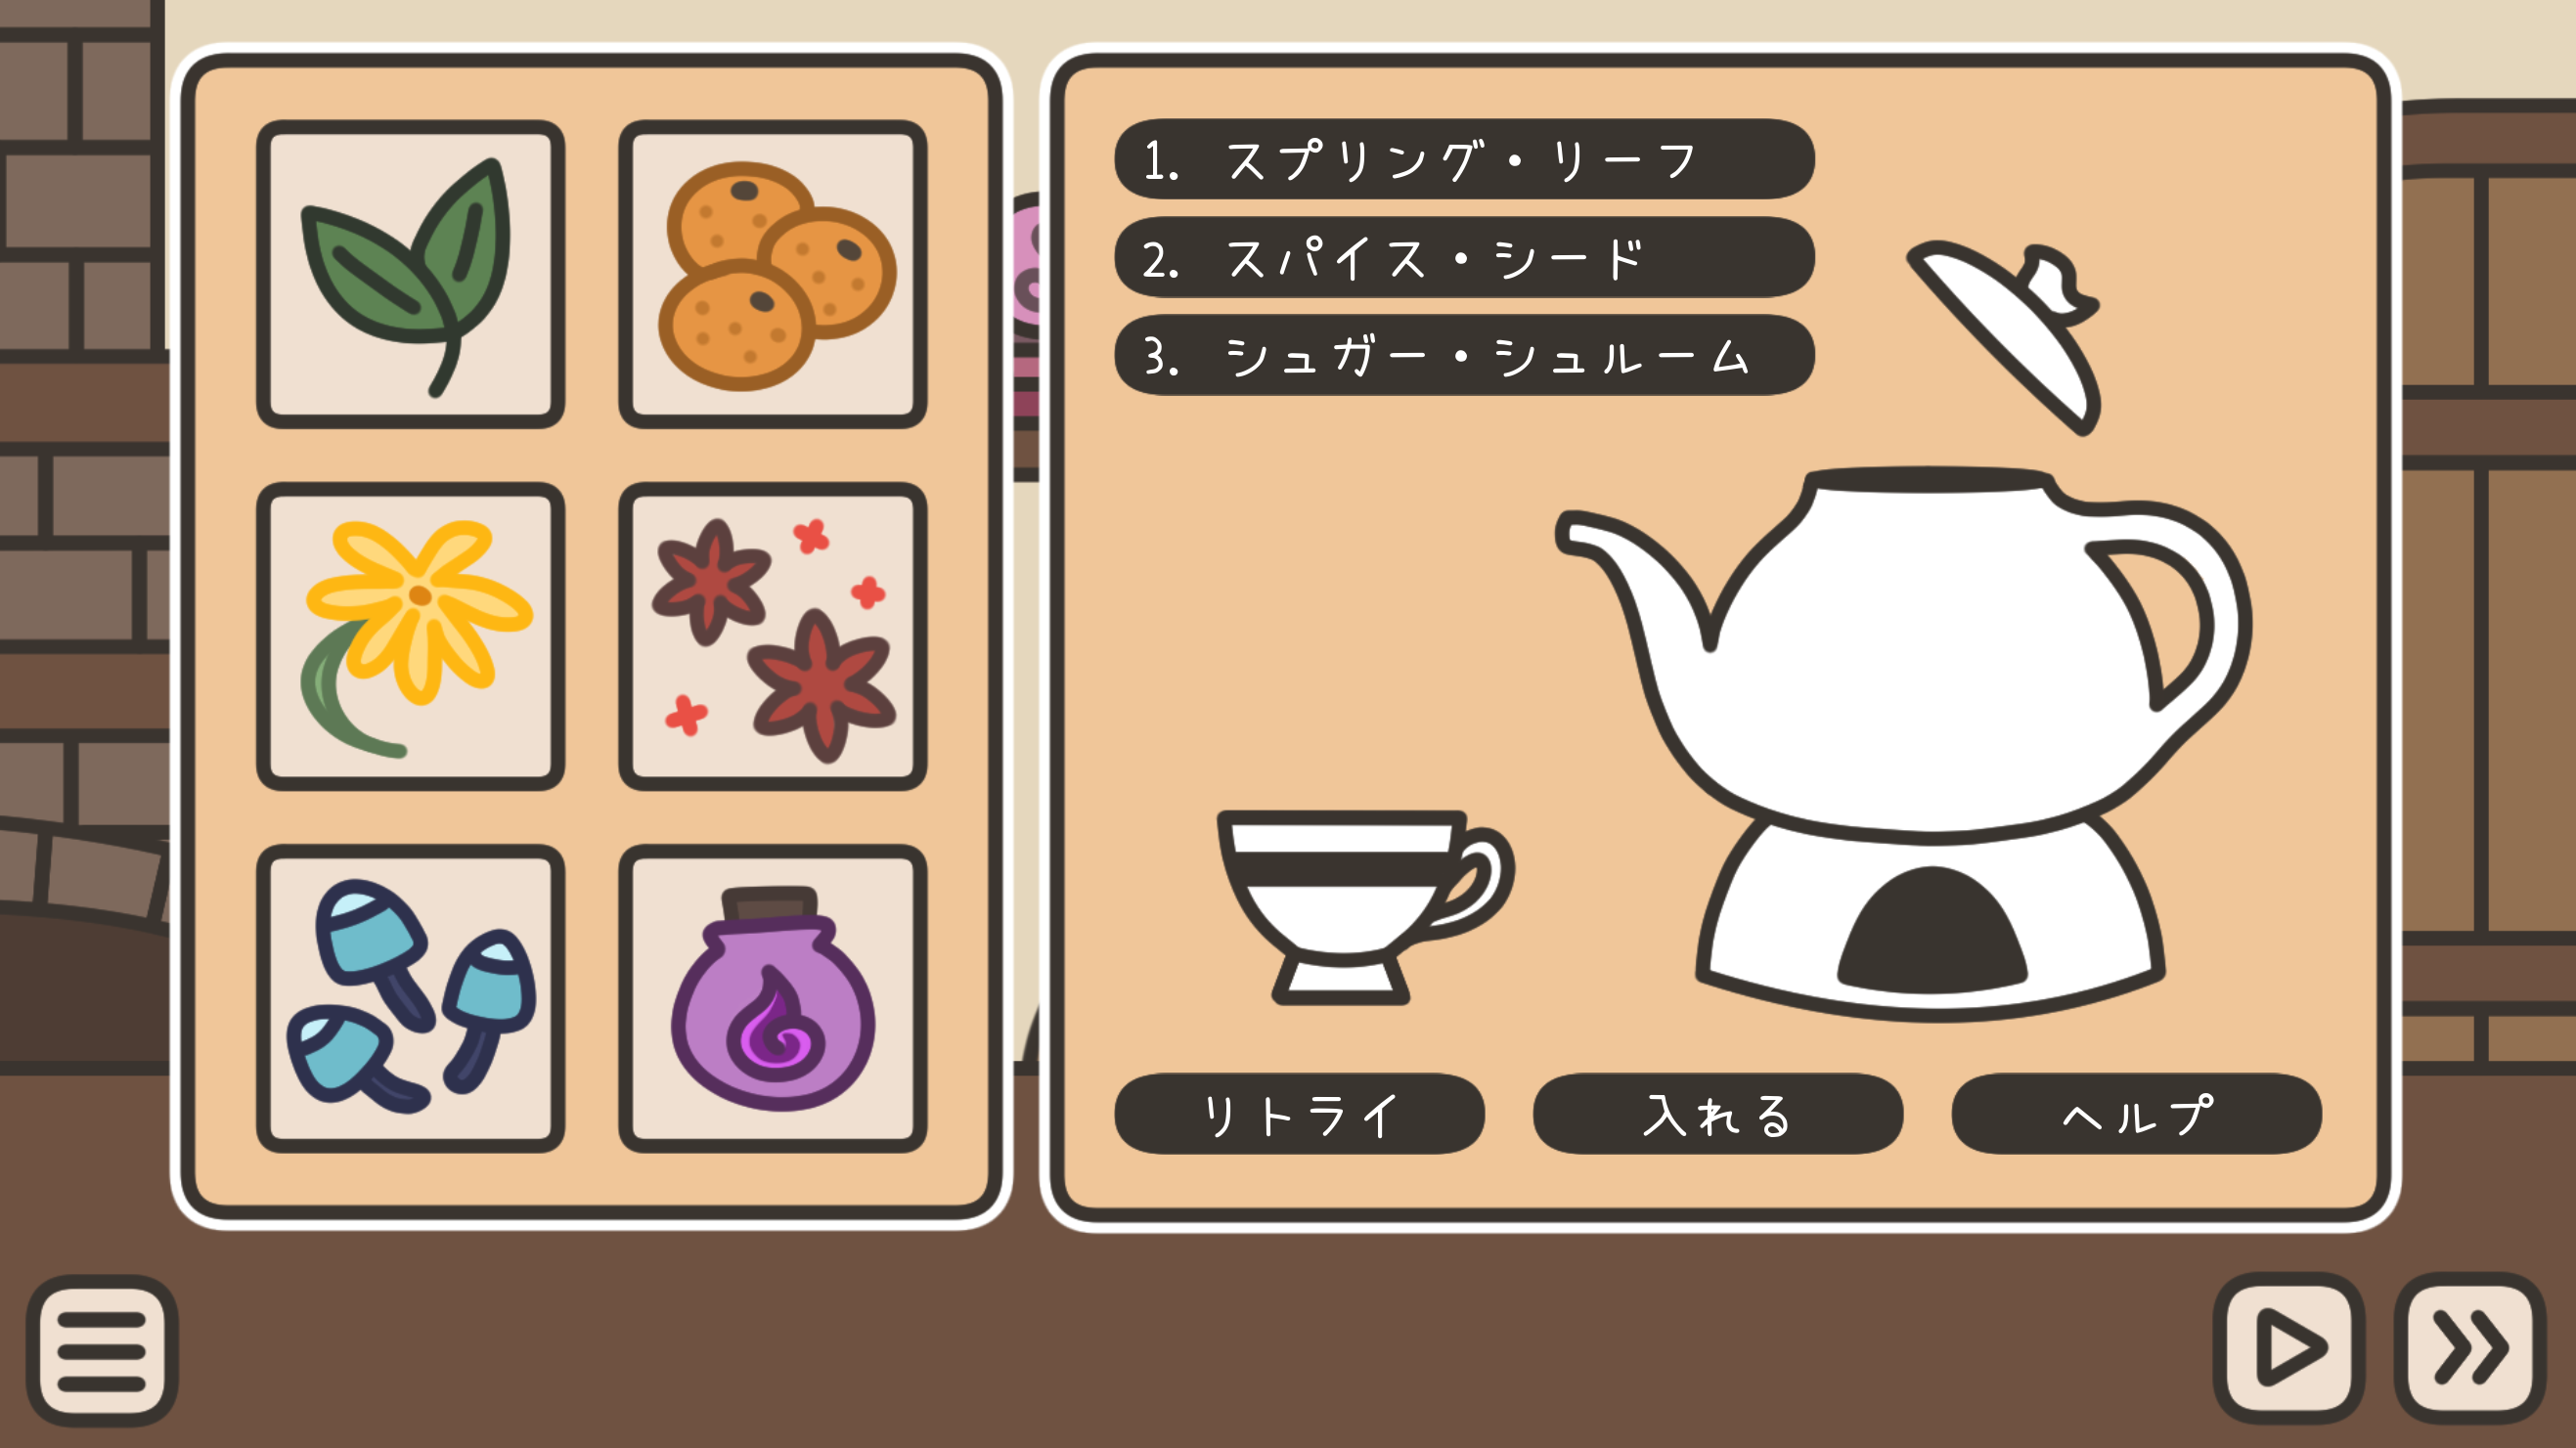 1. スプリング・リーフ
2. スパイス・シード
3. シュガー・シュルーム
リトライ
入れる
ヘルプ